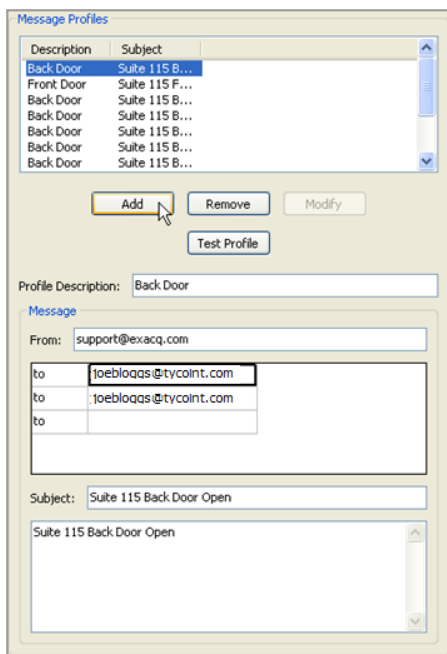 Message Profiles
Description Subject
Back Door Suite 115 B...
Front Door Suite 115 F...
Back Door Suite 115 B...
Back Door Suite 115 B...
Back Door Suite 115 B...
Back Door Suite 115 B...
Back Door Suite 115 B...
Add Remove Modify
Test Profile
Profile Description: Back Door
Message
From: support@exacq.com
to joebloggs@tycoint.com
to joebloggs@tycoint.com
to
Subject: Suite 115 Back Door Open
Suite 115 Back Door Open